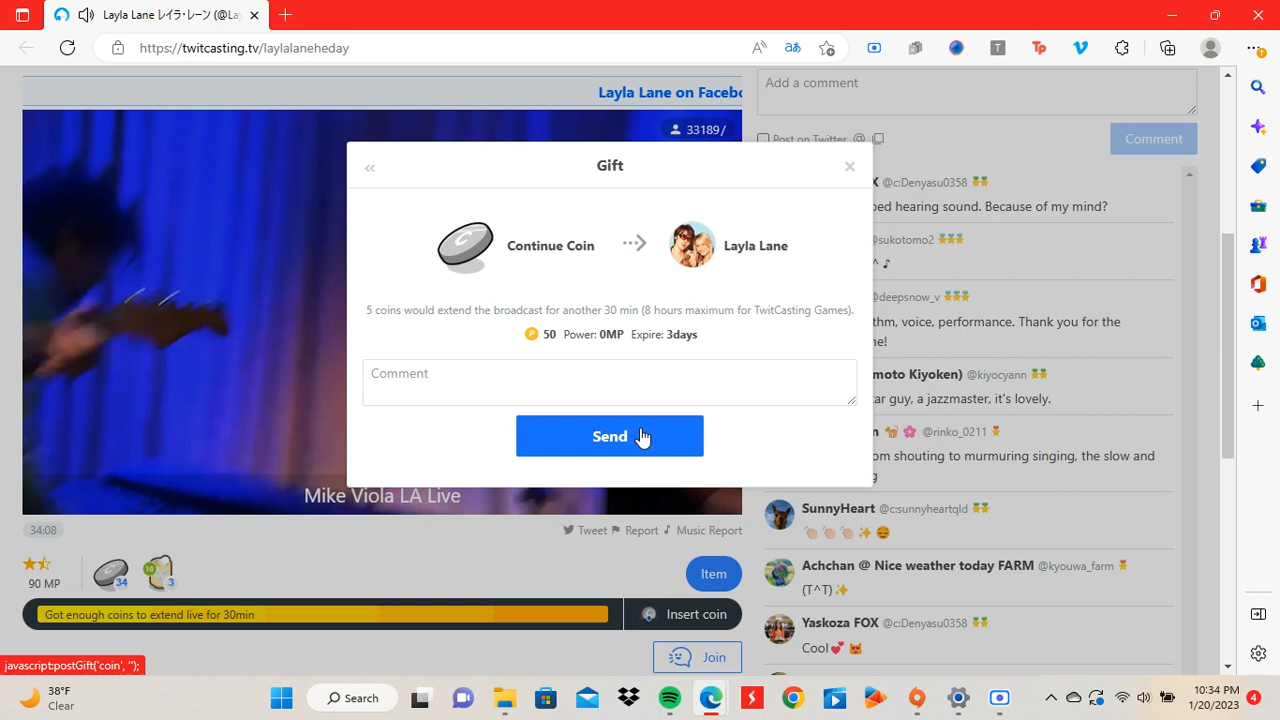 Layla Lane レイラ・レーン (@La
https://twitcasting.tv/laylaneheday
Layla Lane on Facebo
33189/
Add a comment
Post on Twitter @
Comment
Gift
Continue Coin
Layla Lane
5 coins would extend the broadcast for another 30 min (8 hours maximum for TwitCasting Games).
50 Power: 0MP Expire: 3days
Comment
Send
X @c:Denyasu0358
ped hearing sound. Because of my mind?
@sukotomo2
^ ♪
@deepsnow_v
thm, voice, performance. Thank you for the
me!
moto Kiyoken) @kiyocyann
ar guy, a jazzmaster, it's lovely.
n @rinko_0211
om shouting to murmuring singing, the slow and
g
SunnyHeart @c:sunnyheartqld
Achchan @ Nice weather today FARM @kyouwa_farm
(T^T)
Yaskoza FOX @c:Denyasu0358
Cool
Mike Viola LA Live
34:08
Tweet Report Music Report
90 MP
34
10
3
Item
Got enough coins to extend live for 30min
Insert coin
Join
javascript:postGift('coin', '');
38°F
Clear
Search
10:34 PM
1/20/2023
4